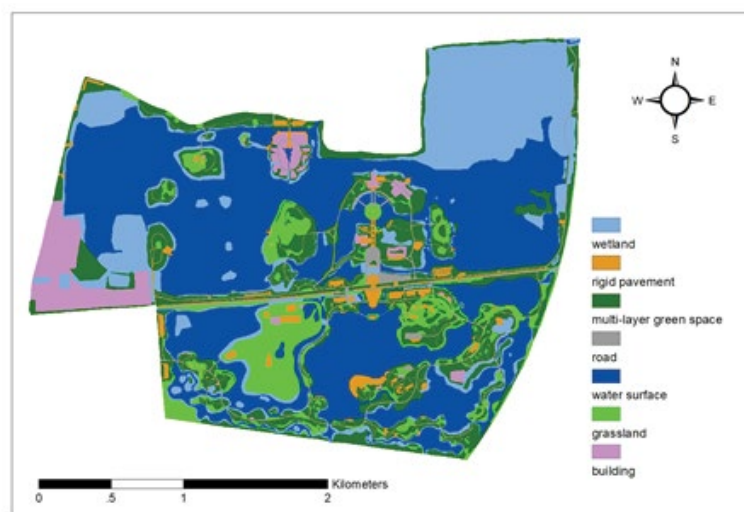 N
W E
S
wetland
rigid pavement
multi-layer green space
road
water surface
grassland
building
Kilometers
0 .5 1 2